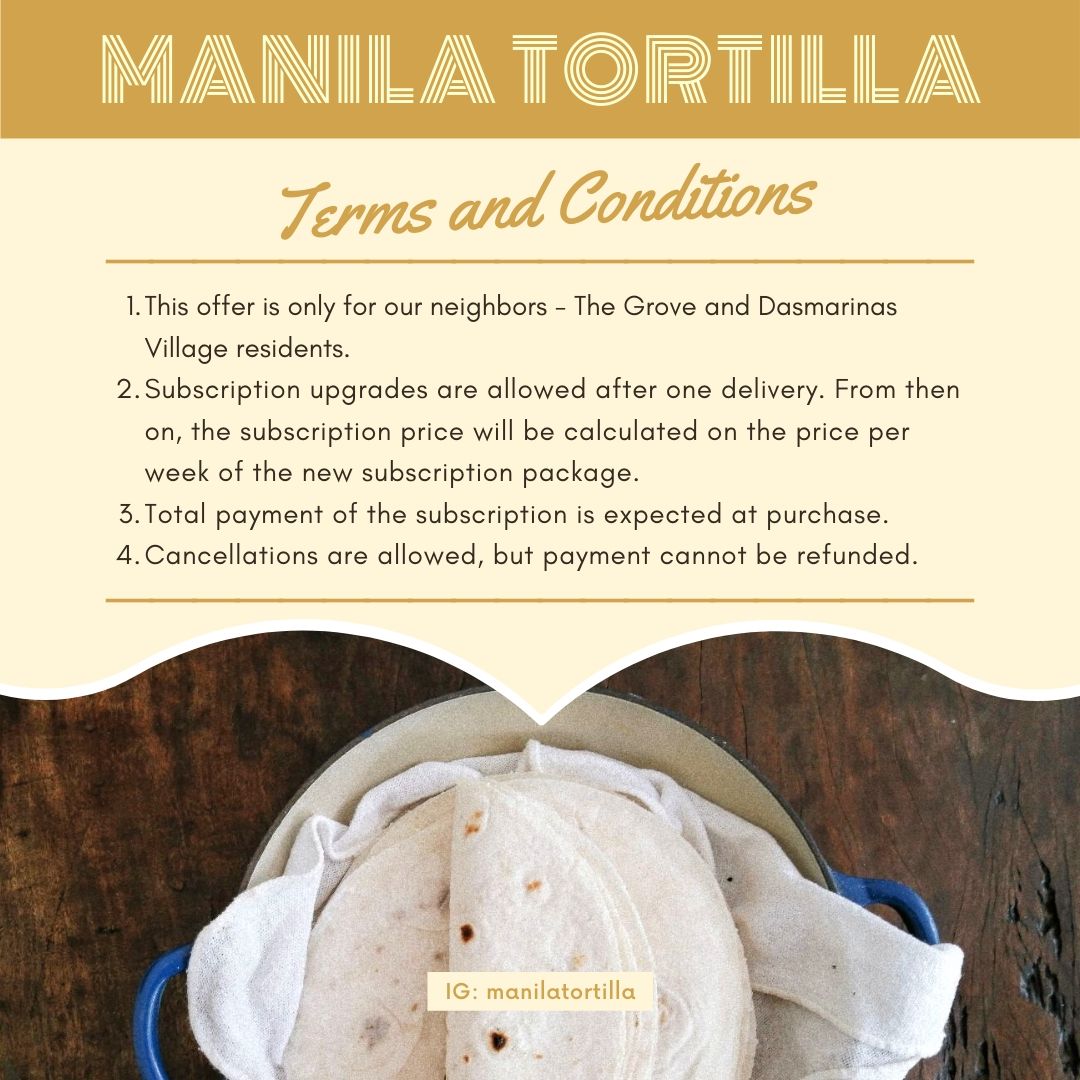 MANILA TORTILLA
Terms and Conditions
1. This offer is only for our neighbors - The Grove and Dasmarinas
Village residents.
2. Subscription upgrades are allowed after one delivery. From then
on, the subscription price will be calculated on the price per
week of the new subscription package.
3. Total payment of the subscription is expected at purchase.
4. Cancellations are allowed, but payment cannot be refunded.
IG: manilatortilla